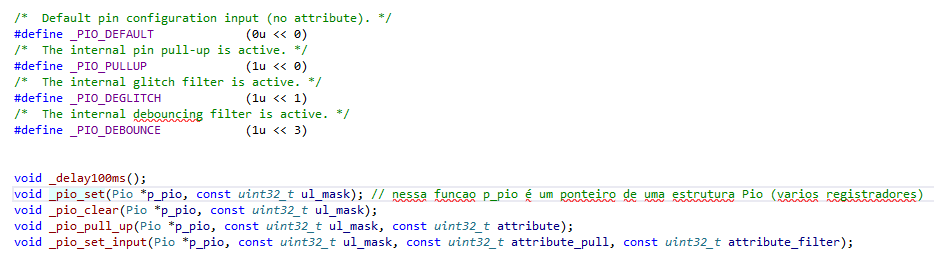 /*  Default pin configuration input (no attribute). */
#define _PIO_DEFAULT             (0u << 0)
/*  The internal pin pull-up is active. */
#define _PIO_PULLUP              (1u << 0)
/*  The internal glitch filter is active. */
#define _PIO_DEGLITCH            (1u << 1)
/*  The internal debouncing filter is active. */
#define _PIO_DEBOUNCE            (1u << 3)
void _delay100ms();
void _pio_set(Pio *p_pio, const uint32_t ul_mask); // nessa funcao p_pio é um ponteiro de uma estrutura Pio (varios registradores)
void _pio_clear(Pio *p_pio, const uint32_t ul_mask);
void _pio_pull_up(Pio *p_pio, const uint32_t ul_mask, const uint32_t attribute);
void _pio_set_input(Pio *p_pio, const uint32_t ul_mask, const uint32_t attribute_pull, const uint32_t attribute_filter);